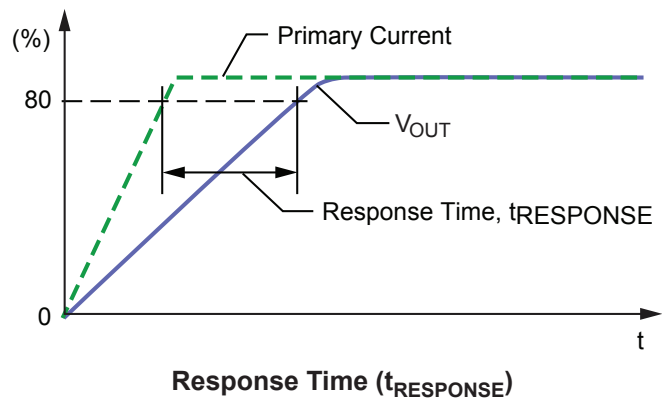 (%)
Primary Current
80
VOUT
Response Time, tRESPONSE
0
t
Response Time (tRESPONSE)